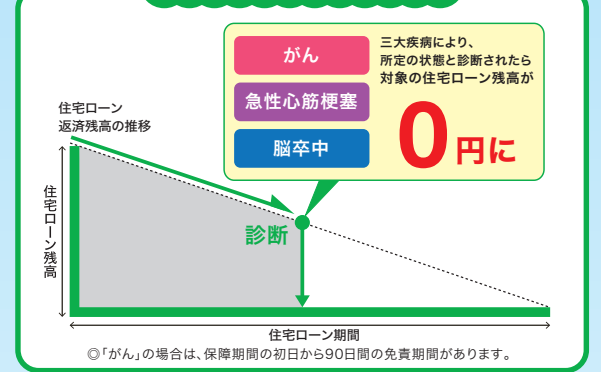 がん
急性心筋梗塞
脳卒中
三大疾病により、
所定の状態と診断されたら
対象の住宅ローン残高が
0円に
住宅ローン
返済残高の推移
住宅ローン残高
診断
住宅ローン期間
◎「がん」の場合は、保障期間の初日から90日間の免責期間があります。